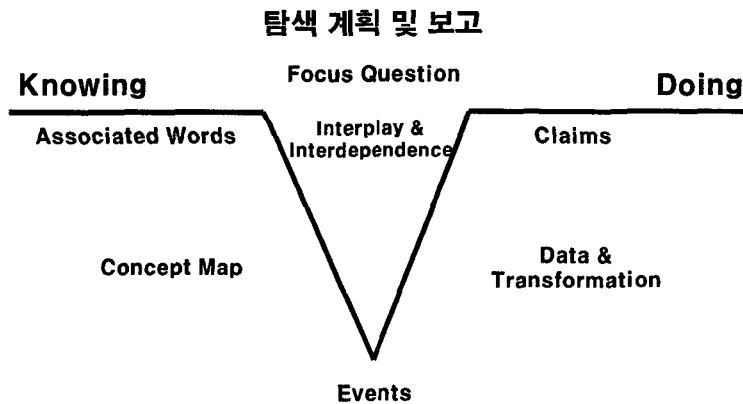 탐색 계획 및 보고
Focus Question
Knowing
Doing
Associated Words
Interplay &
Interdependence
Claims
Concept Map
Data &
Transformation
Events